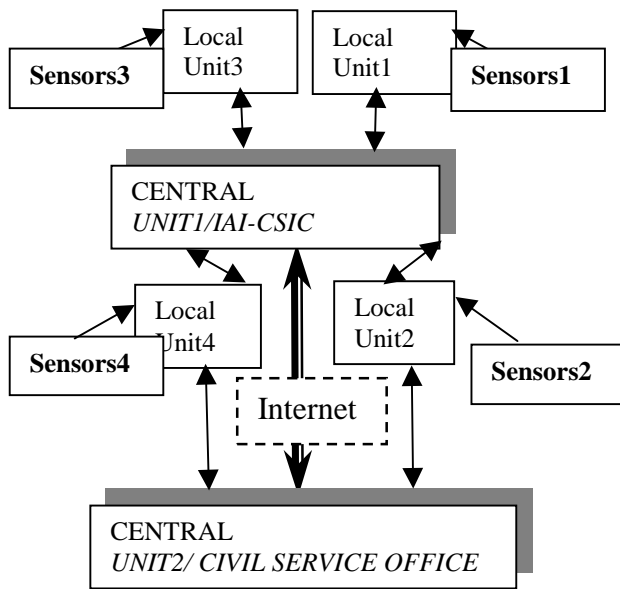 Local
Unit3
Local
Unit1
Sensors3
Sensors1
CENTRAL
UNIT1/IAI-CSIC
Local
Unit4
Local
Unit2
Sensors4
Sensors2
Internet
CENTRAL
UNIT2/ CIVIL SERVICE OFFICE